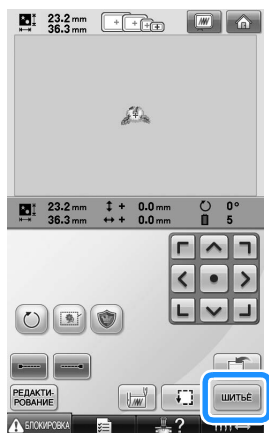 23.2 mm
36.3 mm
23.2 mm + 0.0 mm 0°
36.3 mm + 0.0 mm 5
РЕДАКТИ-
РОВАНИЕ
ШИТЬЁ
БЛОКИРОВКА ?